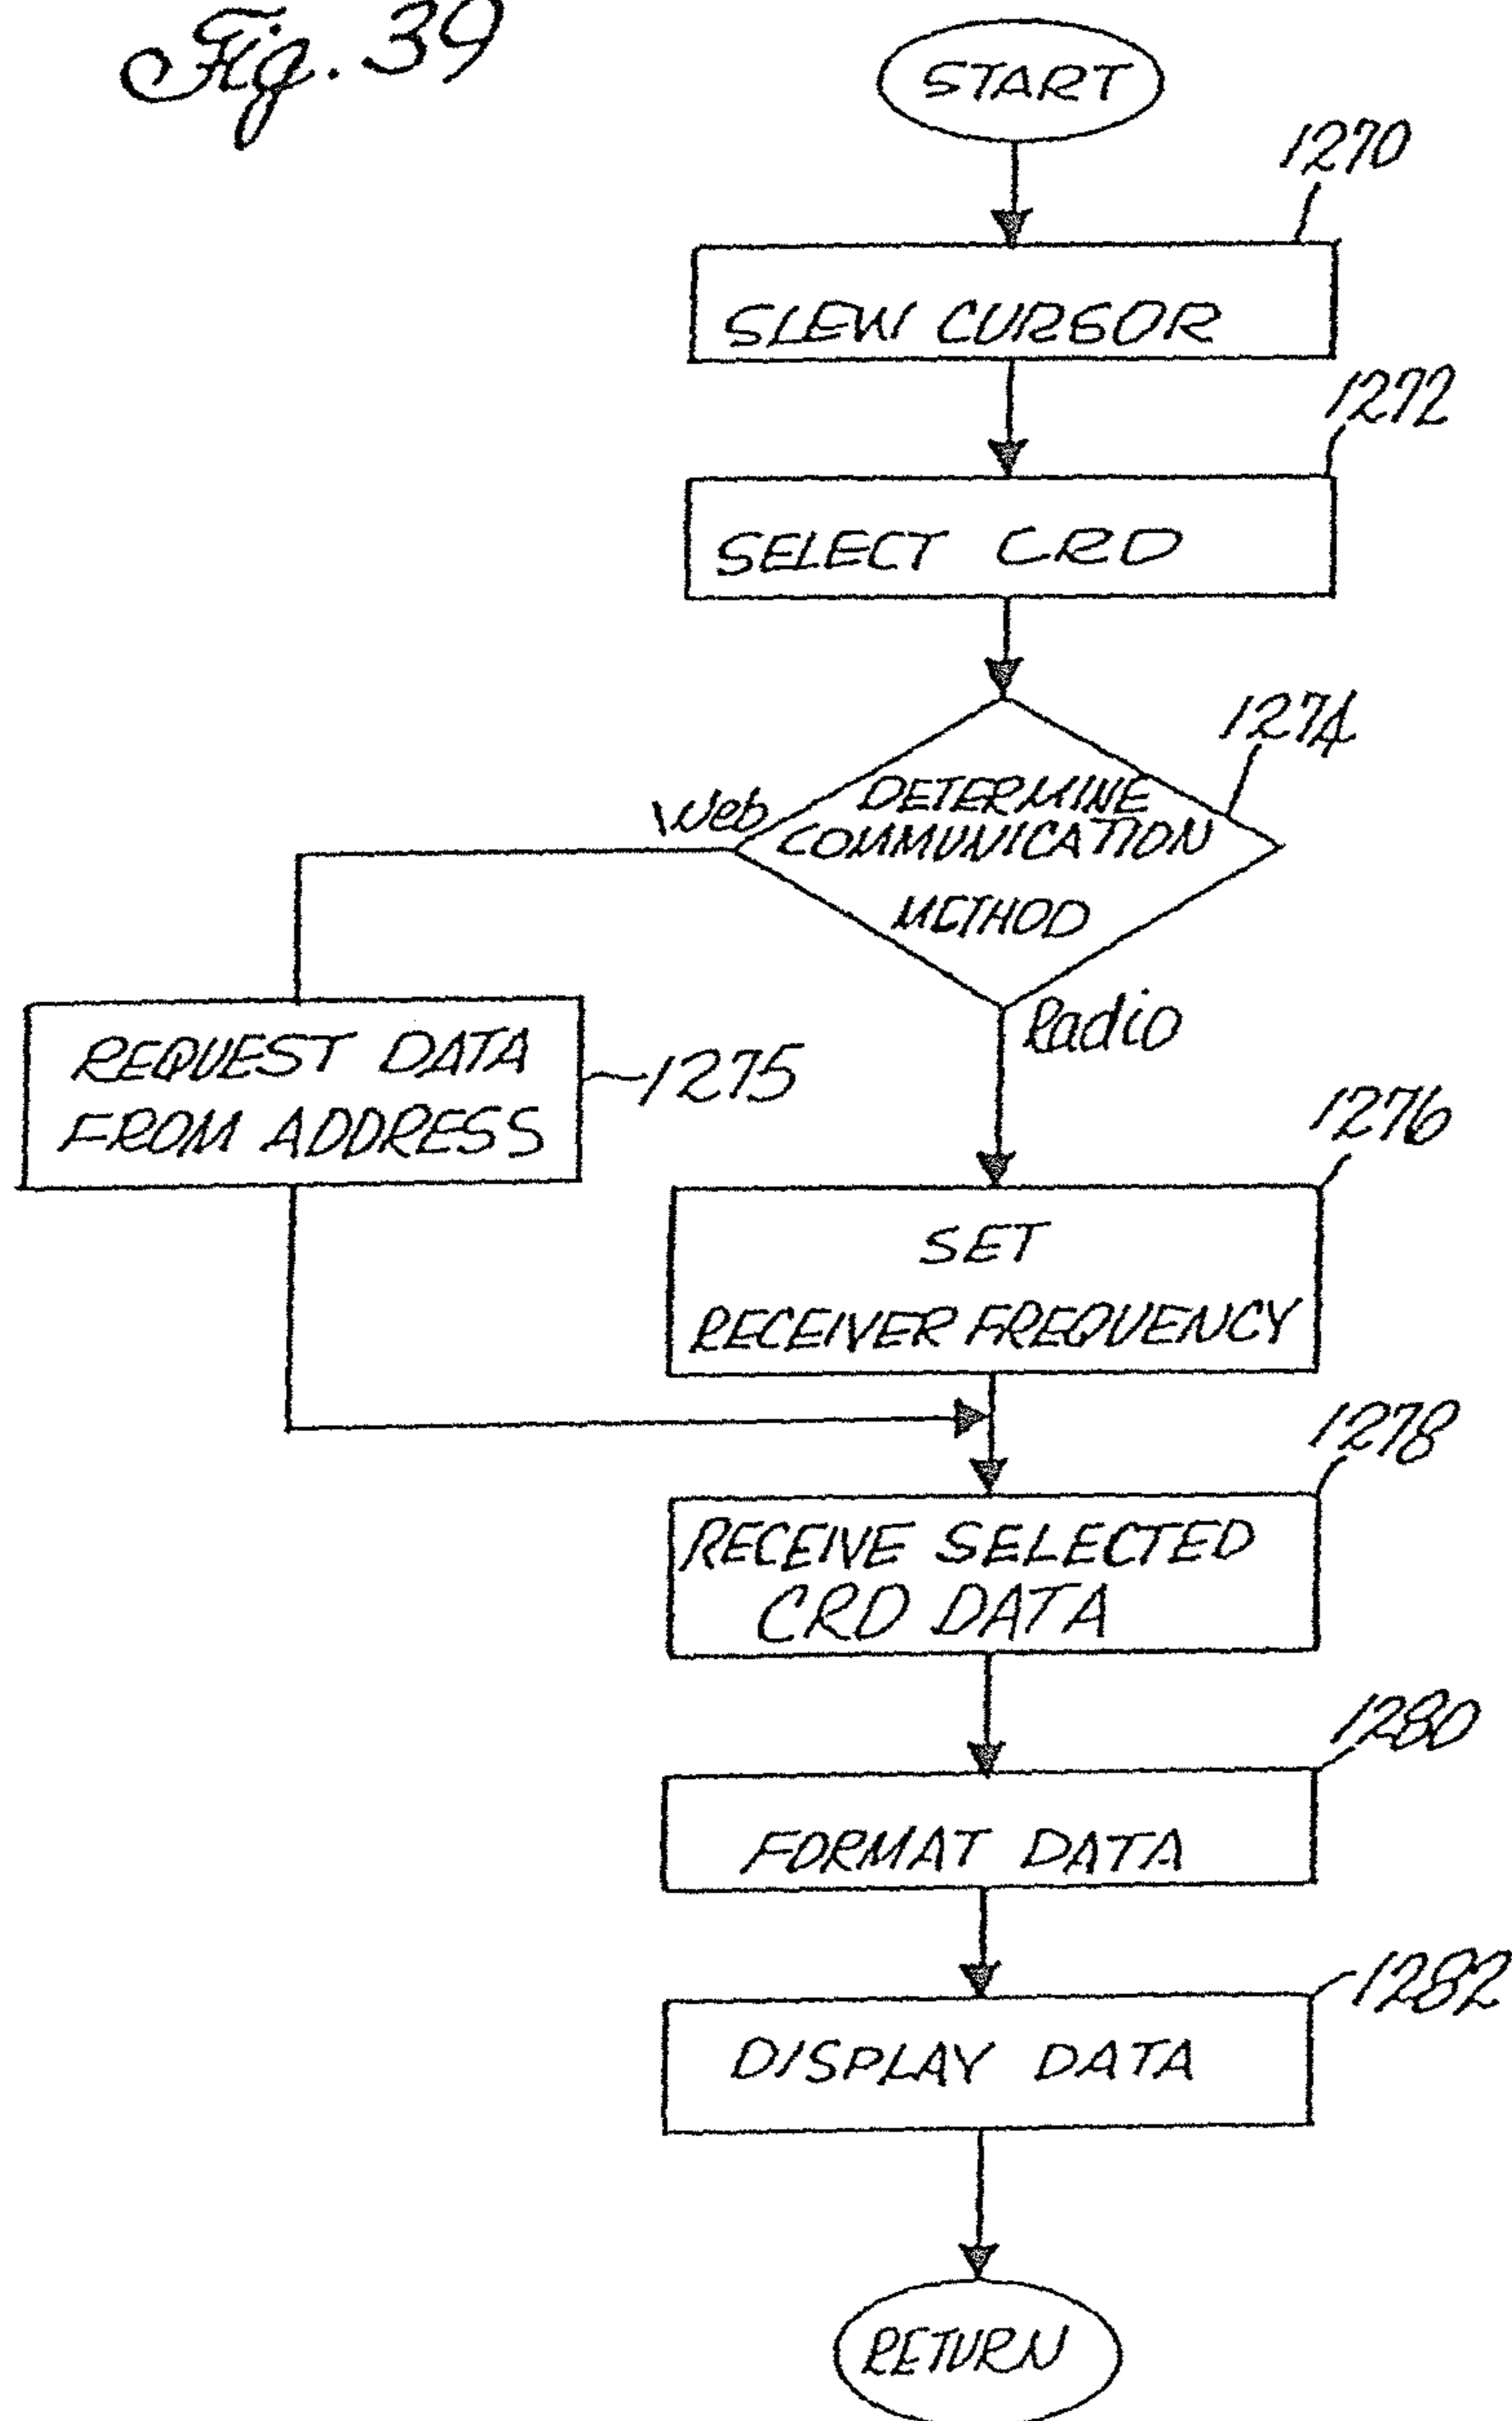 Fig. 39
START
1270
SLEW CURSOR
1272
SELECT CRD
1274
DETERMINE
COMMUNICATION
METHOD
Web
Radio
REQUEST DATA
FROM ADDRESS
1275
1276
SET
RECEIVER FREQUENCY
1278
RECEIVE SELECTED
CRD DATA
1280
FORMAT DATA
1282
DISPLAY DATA
RETURN